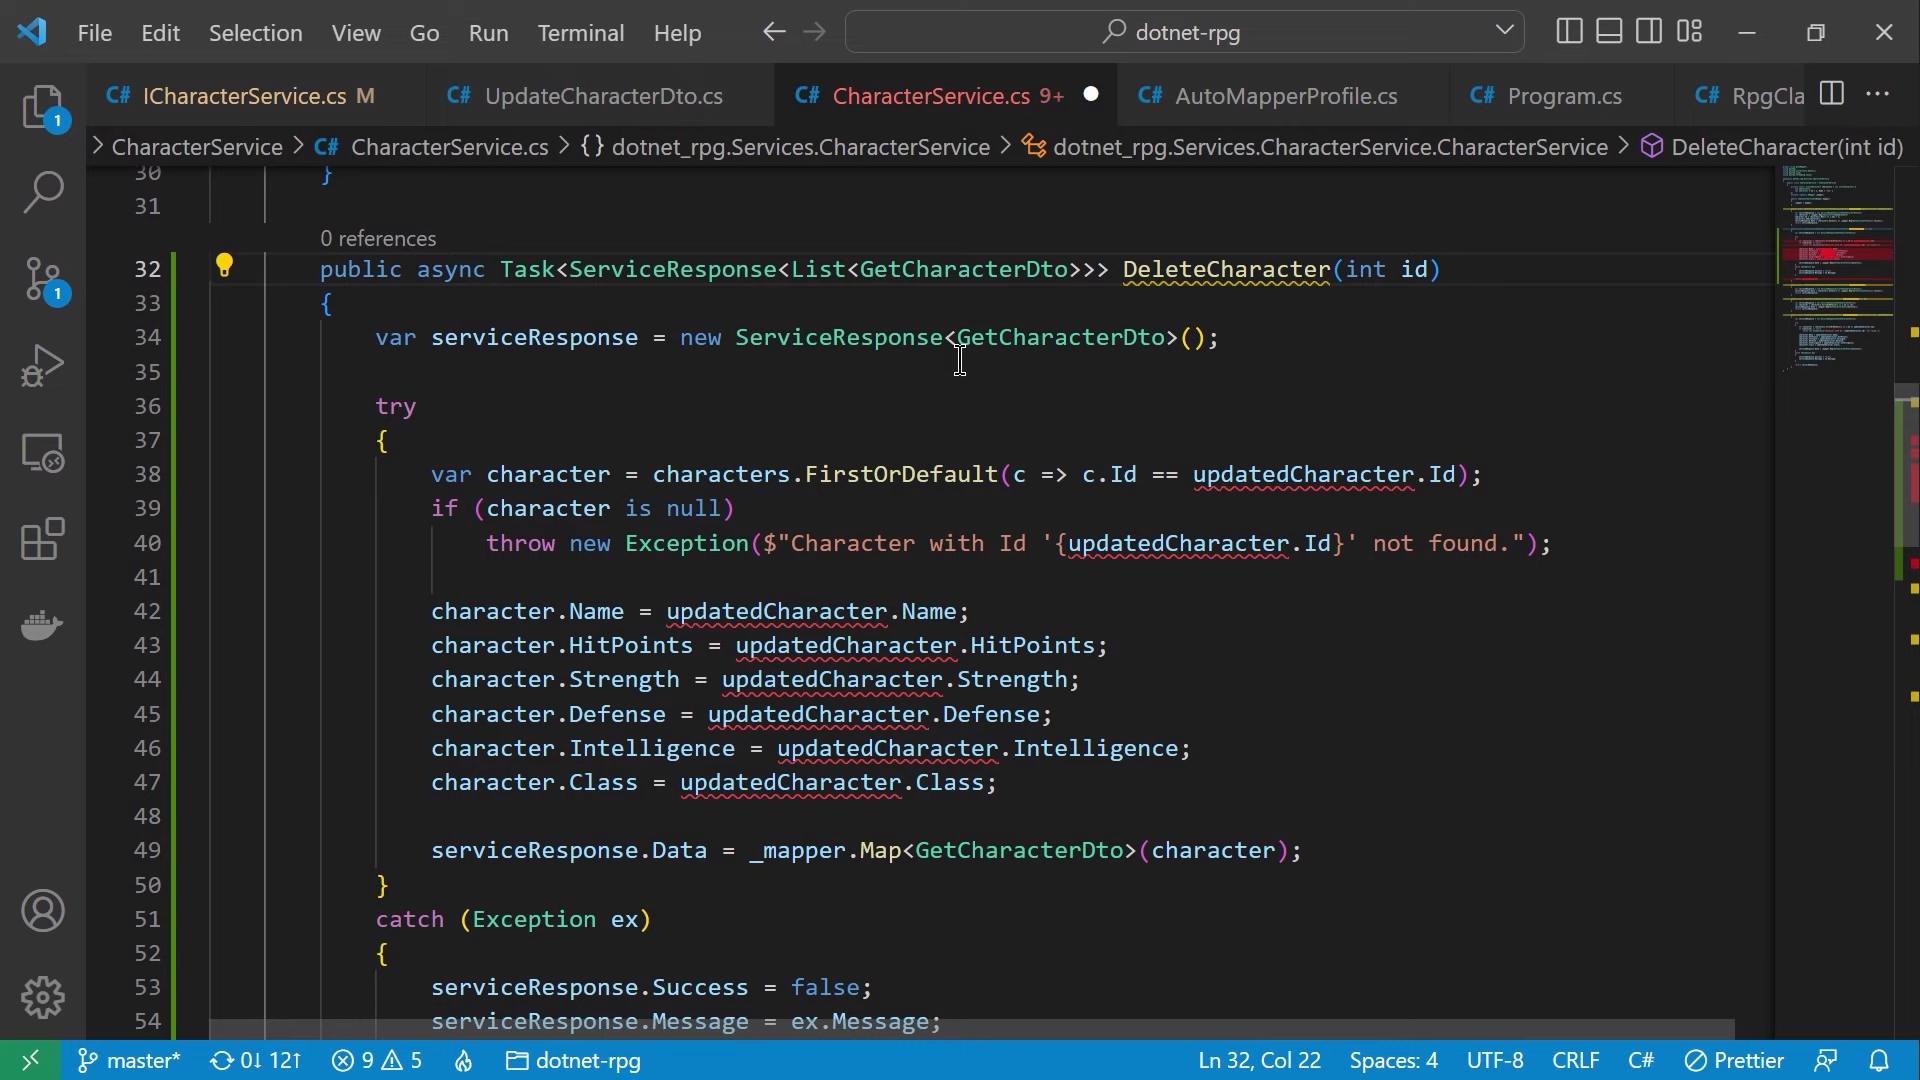 File Edit Selection View Go Run Terminal Help dotnet-rpg
C# ICharacterService.cs M C# UpdateCharacterDto.cs C# CharacterService.cs 9+ C# AutoMapperProfile.cs C# Program.cs C# RpgCla
> CharacterService > C# CharacterService.cs > {} dotnet_rpg.Services.CharacterService > dotnet_rpg.Services.CharacterService.CharacterService > DeleteCharacter(int id)
30 }
31
0 references
32 public async Task<ServiceResponse<List<GetCharacterDto>>> DeleteCharacter(int id)
33 {
34 var serviceResponse = new ServiceResponse<GetCharacterDto>();
35
36 try
37 {
38 var character = characters.FirstOrDefault(c => c.Id == updatedCharacter.Id);
39 if (character is null)
40 throw new Exception($"Character with Id '{updatedCharacter.Id}' not found.");
41
42 character.Name = updatedCharacter.Name;
43 character.HitPoints = updatedCharacter.HitPoints;
44 character.Strength = updatedCharacter.Strength;
45 character.Defense = updatedCharacter.Defense;
46 character.Intelligence = updatedCharacter.Intelligence;
47 character.Class = updatedCharacter.Class;
48
49 serviceResponse.Data = _mapper.Map<GetCharacterDto>(character);
50 }
51 catch (Exception ex)
52 {
53 serviceResponse.Success = false;
54 serviceResponse.Message = ex.Message;
1
1
master* 0↓ 12↑ 9 5 dotnet-rpg Ln 32, Col 22 Spaces: 4 UTF-8 CRLF C# Prettier